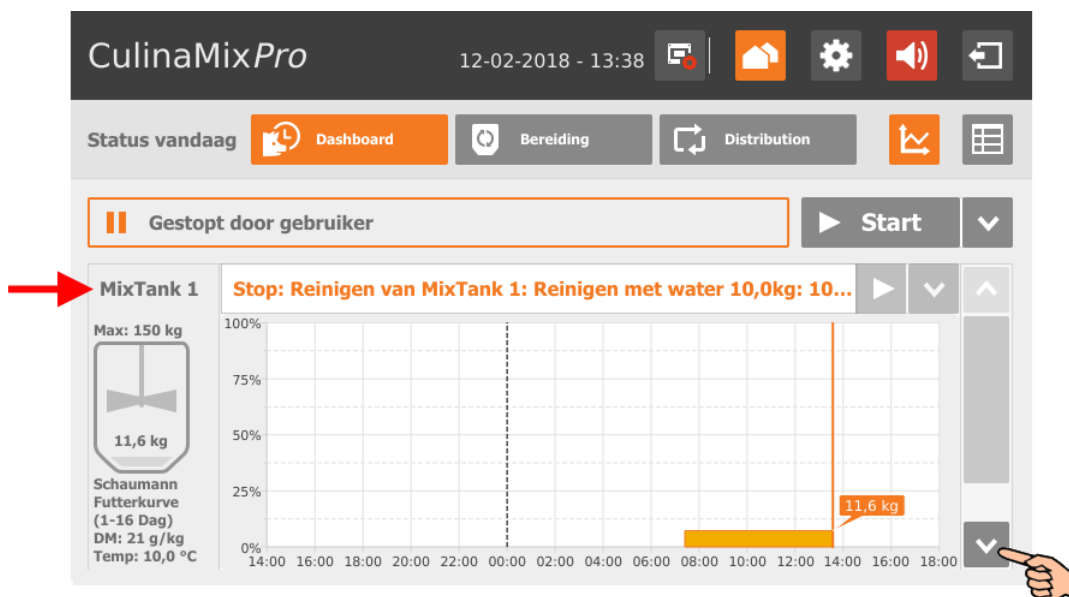 CulinaMixPro
12-02-2018 - 13:38
Status vandaag
Dashboard
Bereiding
Distribution
Gestopt door gebruiker
Start
MixTank 1
Stop: Reinigen van MixTank 1: Reinigen met water 10,0kg: 10...
Max: 150 kg
11,6 kg
Schaumann
Futterkurve
(1-16 Dag)
DM: 21 g/kg
Temp: 10,0 °C
100%
75%
50%
25%
0%
11,6 kg
14:00 16:00 18:00 20:00 22:00 00:00 02:00 04:00 06:00 08:00 10:00 12:00 14:00 16:00 18:00